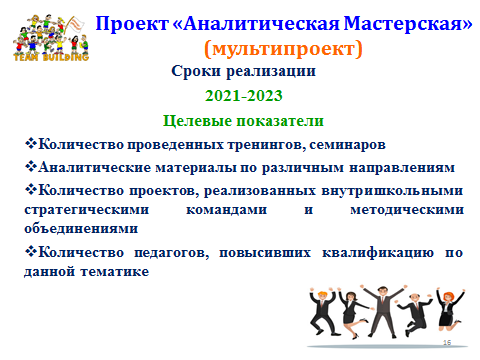 Проект «Аналитическая Мастерская»
(мультипроект)
TEAM BUILDING
Сроки реализации
2021-2023
Целевые показатели
❖Количество проведенных тренингов, семинаров
❖Аналитические материалы по различным направлениям
❖Количество проектов, реализованных внутришкольными
стратегическими командами и методическими
объединениями
❖Количество педагогов, повысивших квалификацию по
данной тематике
16